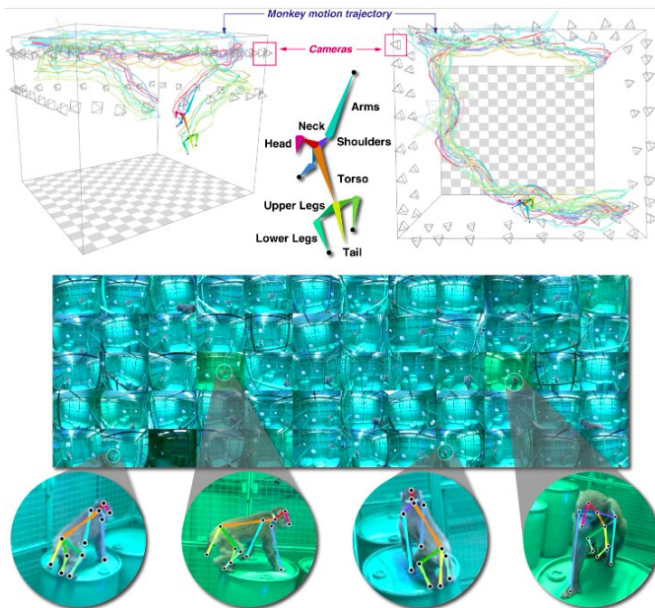 Monkey motion trajectory
Cameras
Arms
Neck
Head
Shoulders
Torso
Upper Legs
Lower Legs
Tail